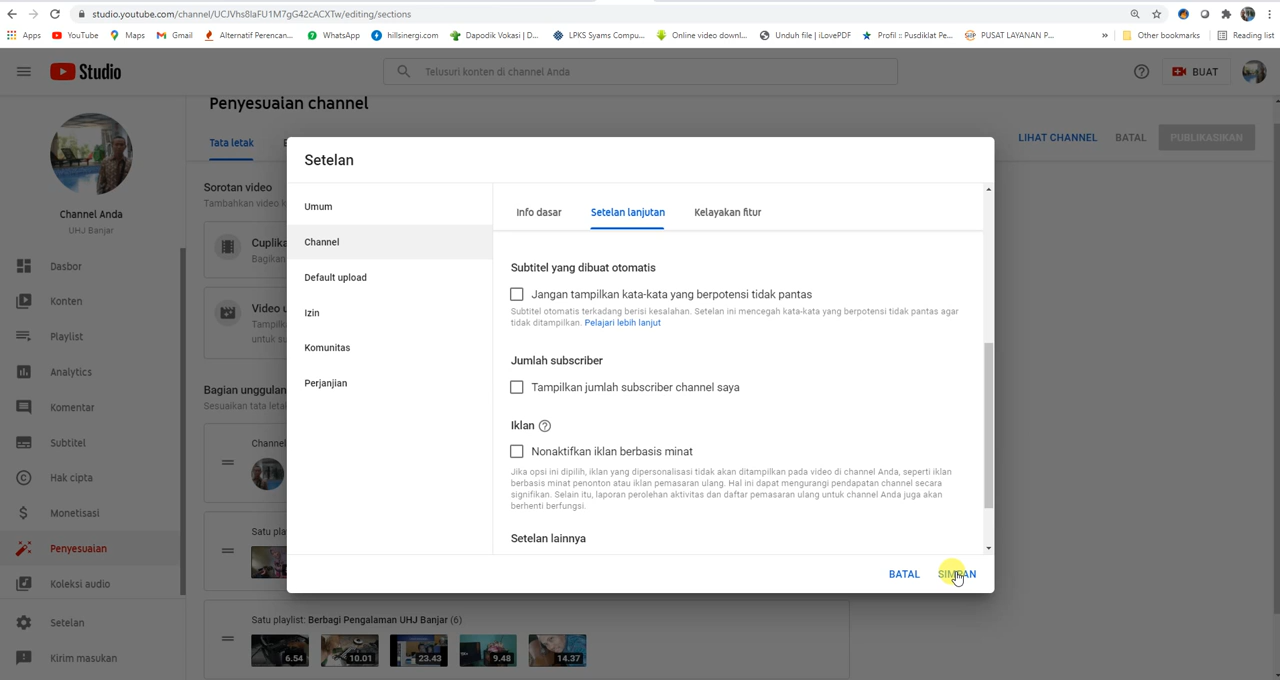 studio.youtube.com/channel/UCJVhs8laFU1M7gG42cACXTw/editing/sections
Apps YouTube Maps Gmail Alternatif Perencan... WhatsApp hillsinergi.com Dapodik Vokasi | D... LPKS Syams Compu... Online video downl... Unduh file | iLovePDF Profil :: Pusdiklat Pe... PUSAT LAYANAN P... » Other bookmarks Reading list
Studio
Telusuri konten di channel Anda
BUAT
Penyesuaian channel
Tata letak
LIHAT CHANNEL BATAL PUBLIKASIKAN
Channel Anda
UHJ Banjar
Dasbor
Konten
Playlist
Analytics
Komentar
Subtitel
Hak cipta
Monetisasi
Penyesuaian
Koleksi audio
Setelan
Kirim masukan
Sorotan video
Tambahkan video k
Cuplika
Bagikan
Video u
Tampilk
untuk s
Bagian unggulan
Sesuaikan tata leta
Channel
Satu pla
Satu playlist: Berbagi Pengalaman UHJ Banjar (6)
6.54 10.01 23.43 9.48 14.37
Setelan
Umum
Channel
Default upload
Izin
Komunitas
Perjanjian
Info dasar Setelan lanjutan Kelayakan fitur
Subtitel yang dibuat otomatis
Jangan tampilkan kata-kata yang berpotensi tidak pantas
Subtitel otomatis terkadang berisi kesalahan. Setelan ini mencegah kata-kata yang berpotensi tidak pantas agar
tidak ditampilkan. Pelajari lebih lanjut
Jumlah subscriber
Tampilkan jumlah subscriber channel saya
Iklan
Nonaktifkan iklan berbasis minat
Jika opsi ini dipilih, iklan yang dipersonalisasi tidak akan ditampilkan pada video di channel Anda, seperti iklan
berbasis minat penonton atau iklan pemasaran ulang. Hal ini dapat mengurangi pendapatan channel secara
signifikan. Selain itu, laporan perolehan aktivitas dan daftar pemasaran ulang untuk channel Anda juga akan
berhenti berfungsi.
Setelan lainnya
BATAL SIMPAN